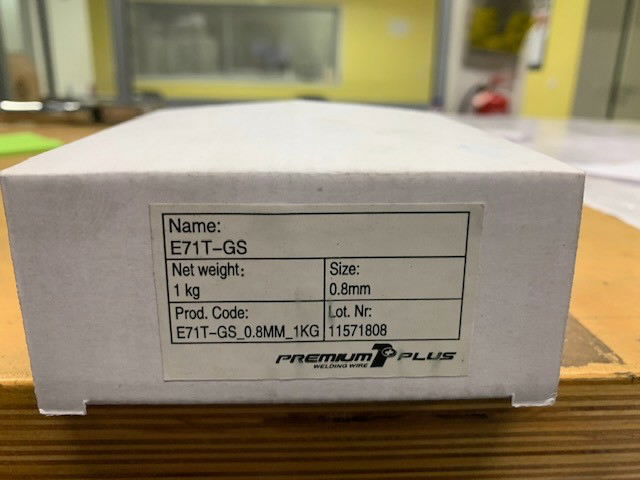 Name:
E71T-GS
Net weight:
1 kg
Size:
0.8mm
Prod. Code:
E71T-GS_0.8MM_1KG
Lot. Nr:
11571808
PREMIUM PLUS
WELDING WIRE